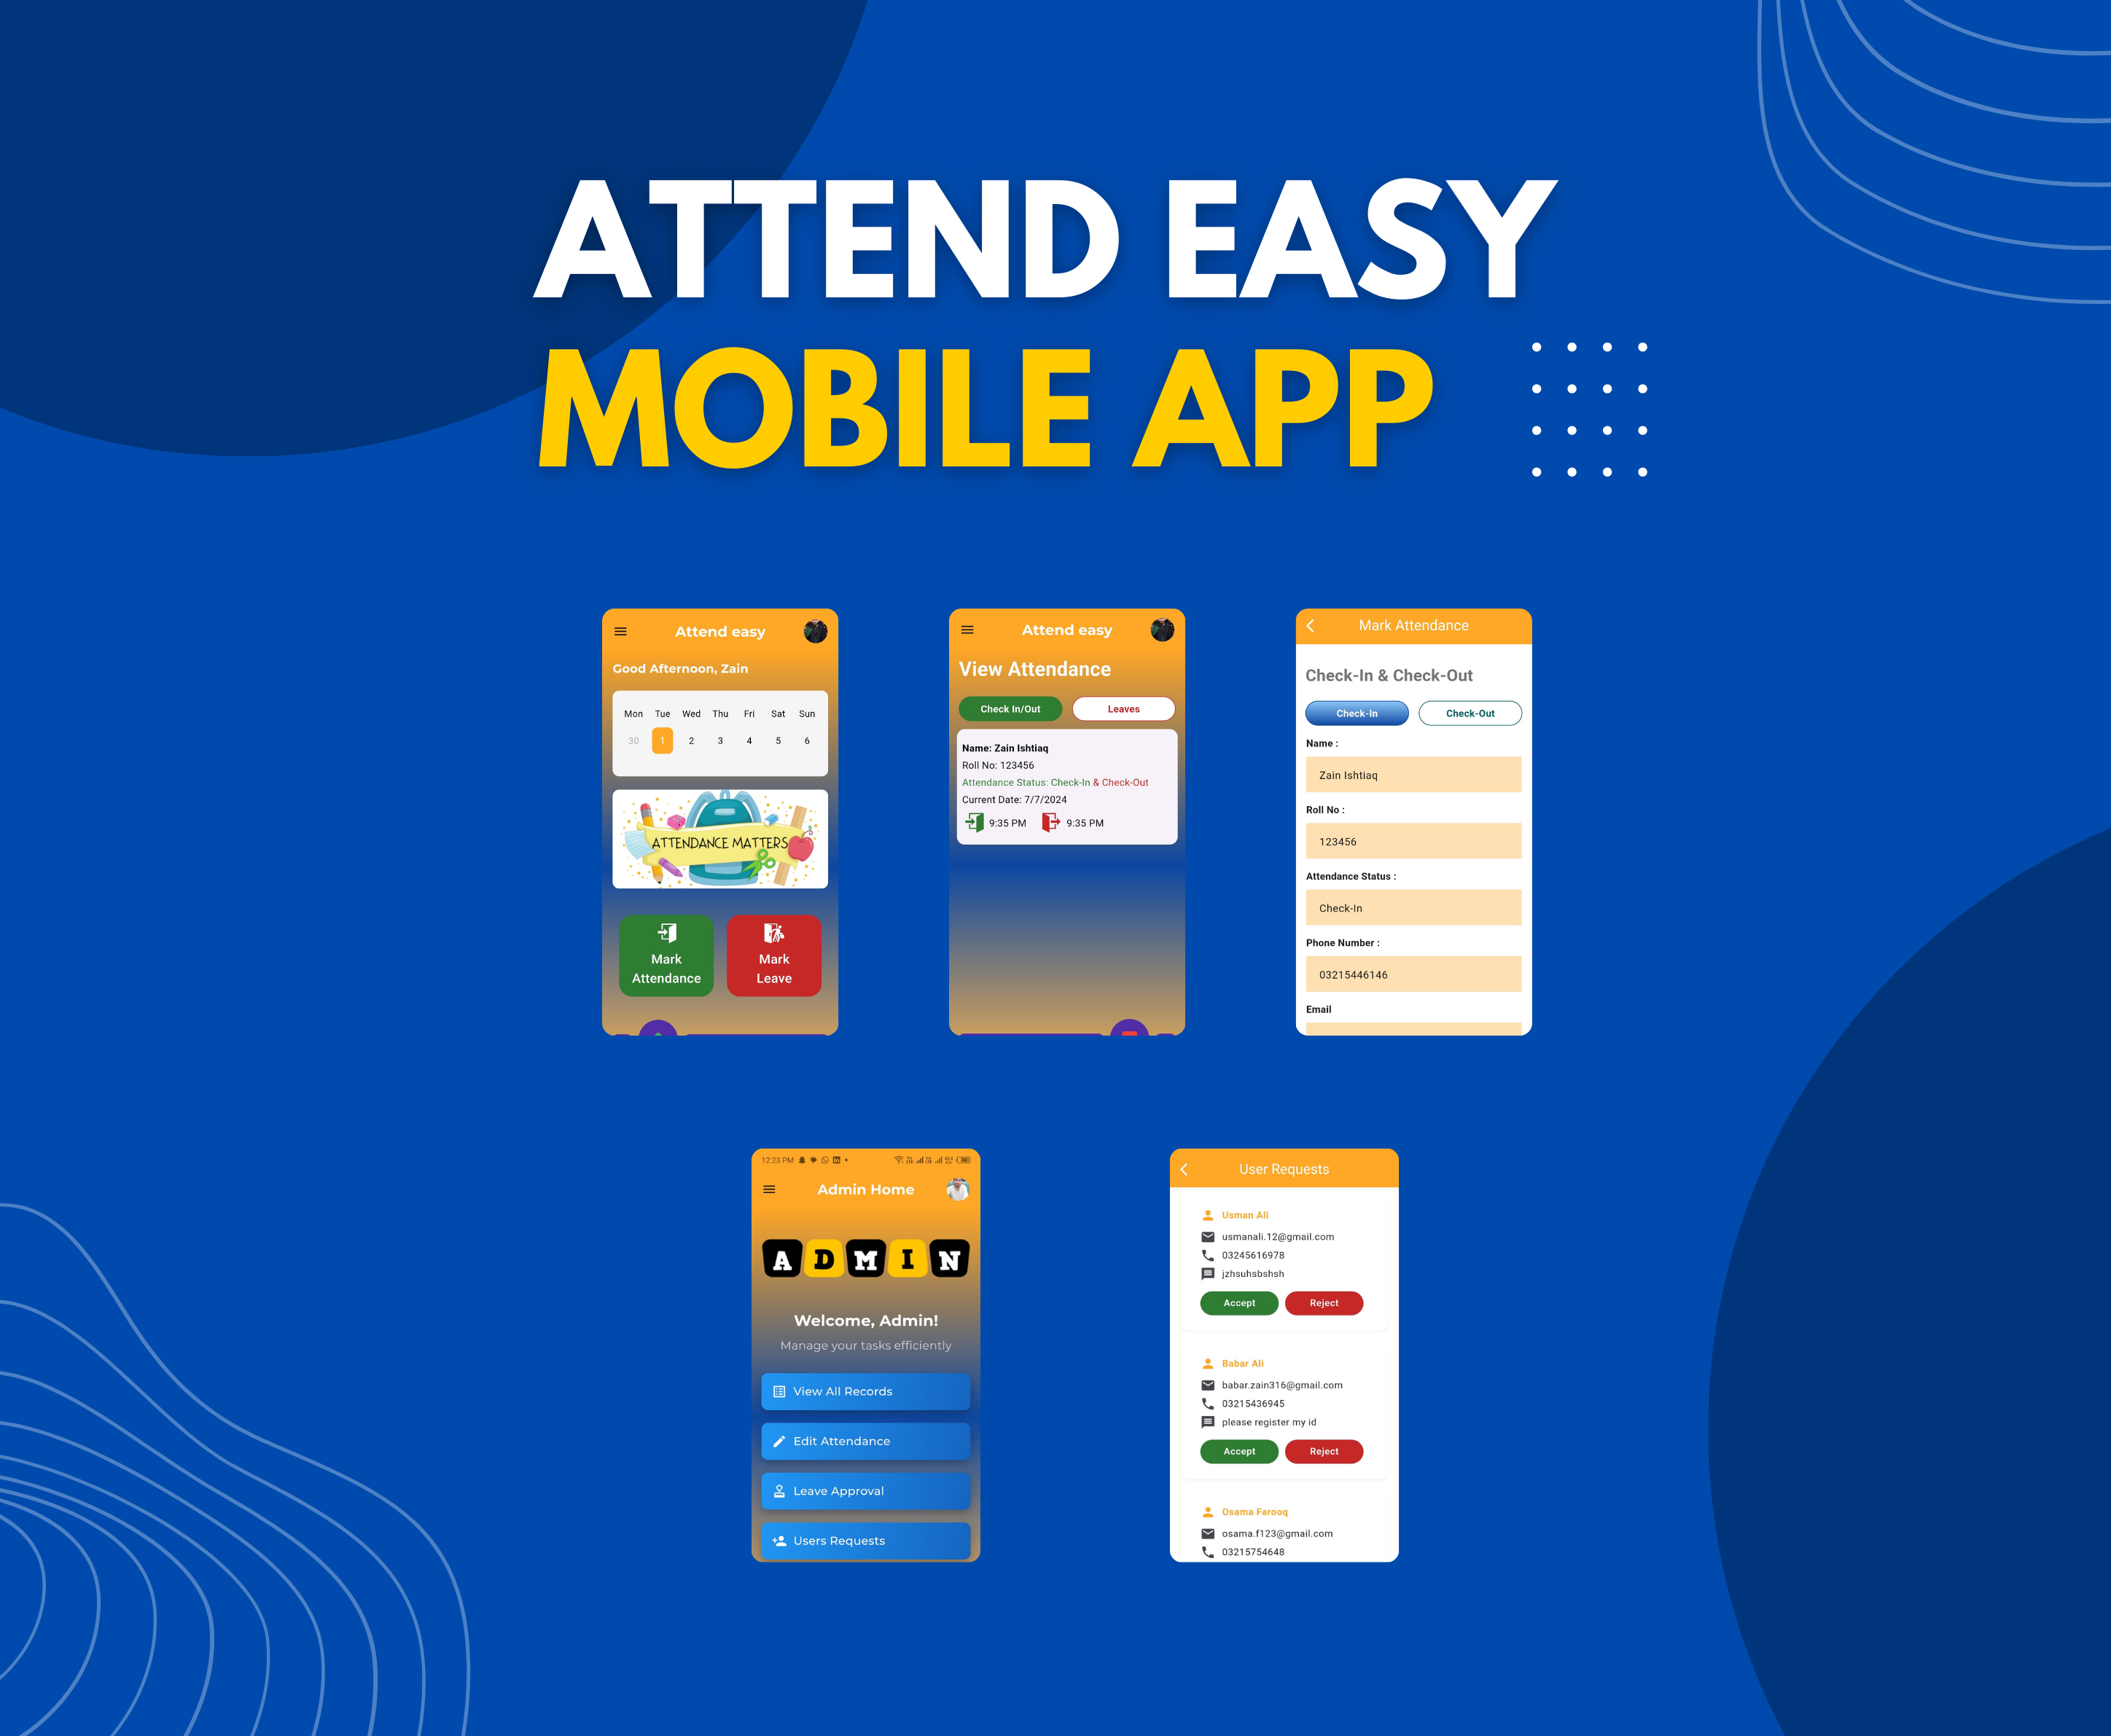 ATTEND EASY
MOBILE APP
Attend easy
Good Afternoon, Zain
Mon Tue Wed Thu Fri Sat Sun
30 1 2 3 4 5 6
ATTENDANCE MATTERS
Mark
Attendance
Mark
Leave
Attend easy
View Attendance
Check In/Out
Leaves
Name: Zain Ishtiaq
Roll No: 123456
Attendance Status: Check-In & Check-Out
Current Date: 7/7/2024
9:35 PM 9:35 PM
Mark Attendance
Check-In & Check-Out
Check-In
Check-Out
Name :
Zain Ishtiaq
Roll No :
123456
Attendance Status :
Check-In
Phone Number :
03215446146
Email
12:23 PM
Admin Home
ADMIN
Welcome, Admin!
Manage your tasks efficiently
View All Records
Edit Attendance
Leave Approval
Users Requests
User Requests
Usman Ali
usmanali.12@gmail.com
03245616978
jzhsuhsbshsh
Accept
Reject
Babar Ali
babar.zain316@gmail.com
03215436945
please register my id
Accept
Reject
Osama Farooq
osama.f123@gmail.com
03215754648